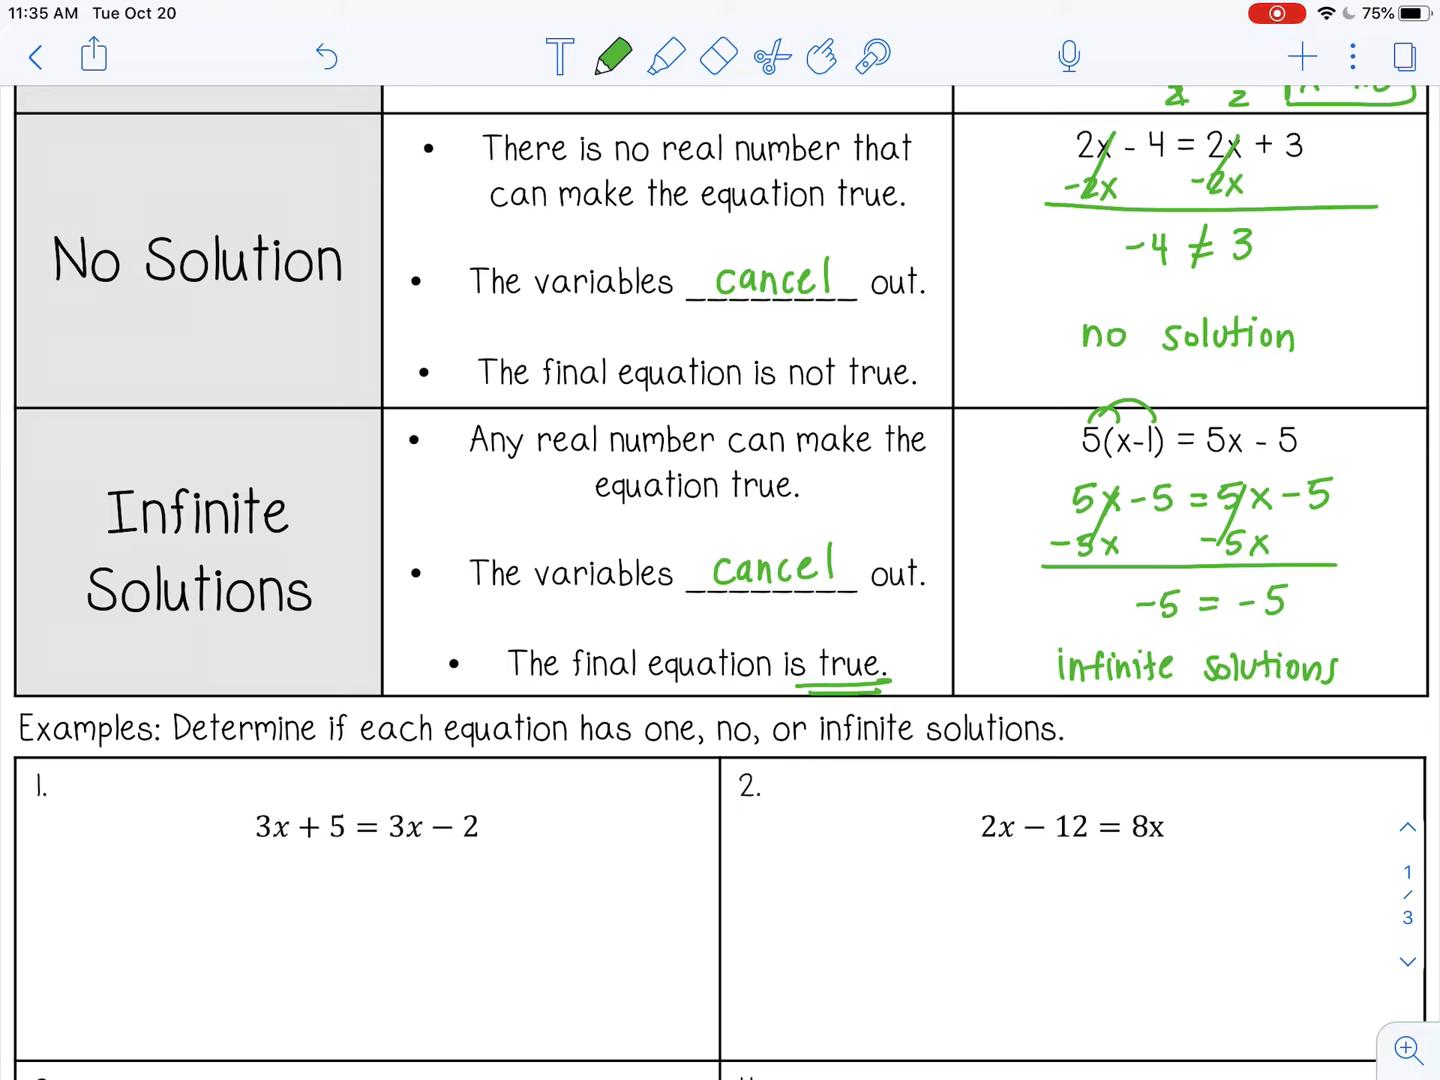 11:35 AM Tue Oct 20
75%
2
No Solution
• There is no real number that
can make the equation true.
• The variables cancel out.
• The final equation is not true.
2x - 4 = 2x + 3
-2x -2x
-4 ≠ 3
no solution
Infinite
Solutions
• Any real number can make the
equation true.
• The variables cancel out.
• The final equation is true.
5(x-1) = 5x - 5
5x - 5 = 5x - 5
-5x -5x
-5 = -5
infinite solutions
Examples: Determine if each equation has one, no, or infinite solutions.
1.
3x + 5 = 3x − 2
2.
2x − 12 = 8x
1
/
3